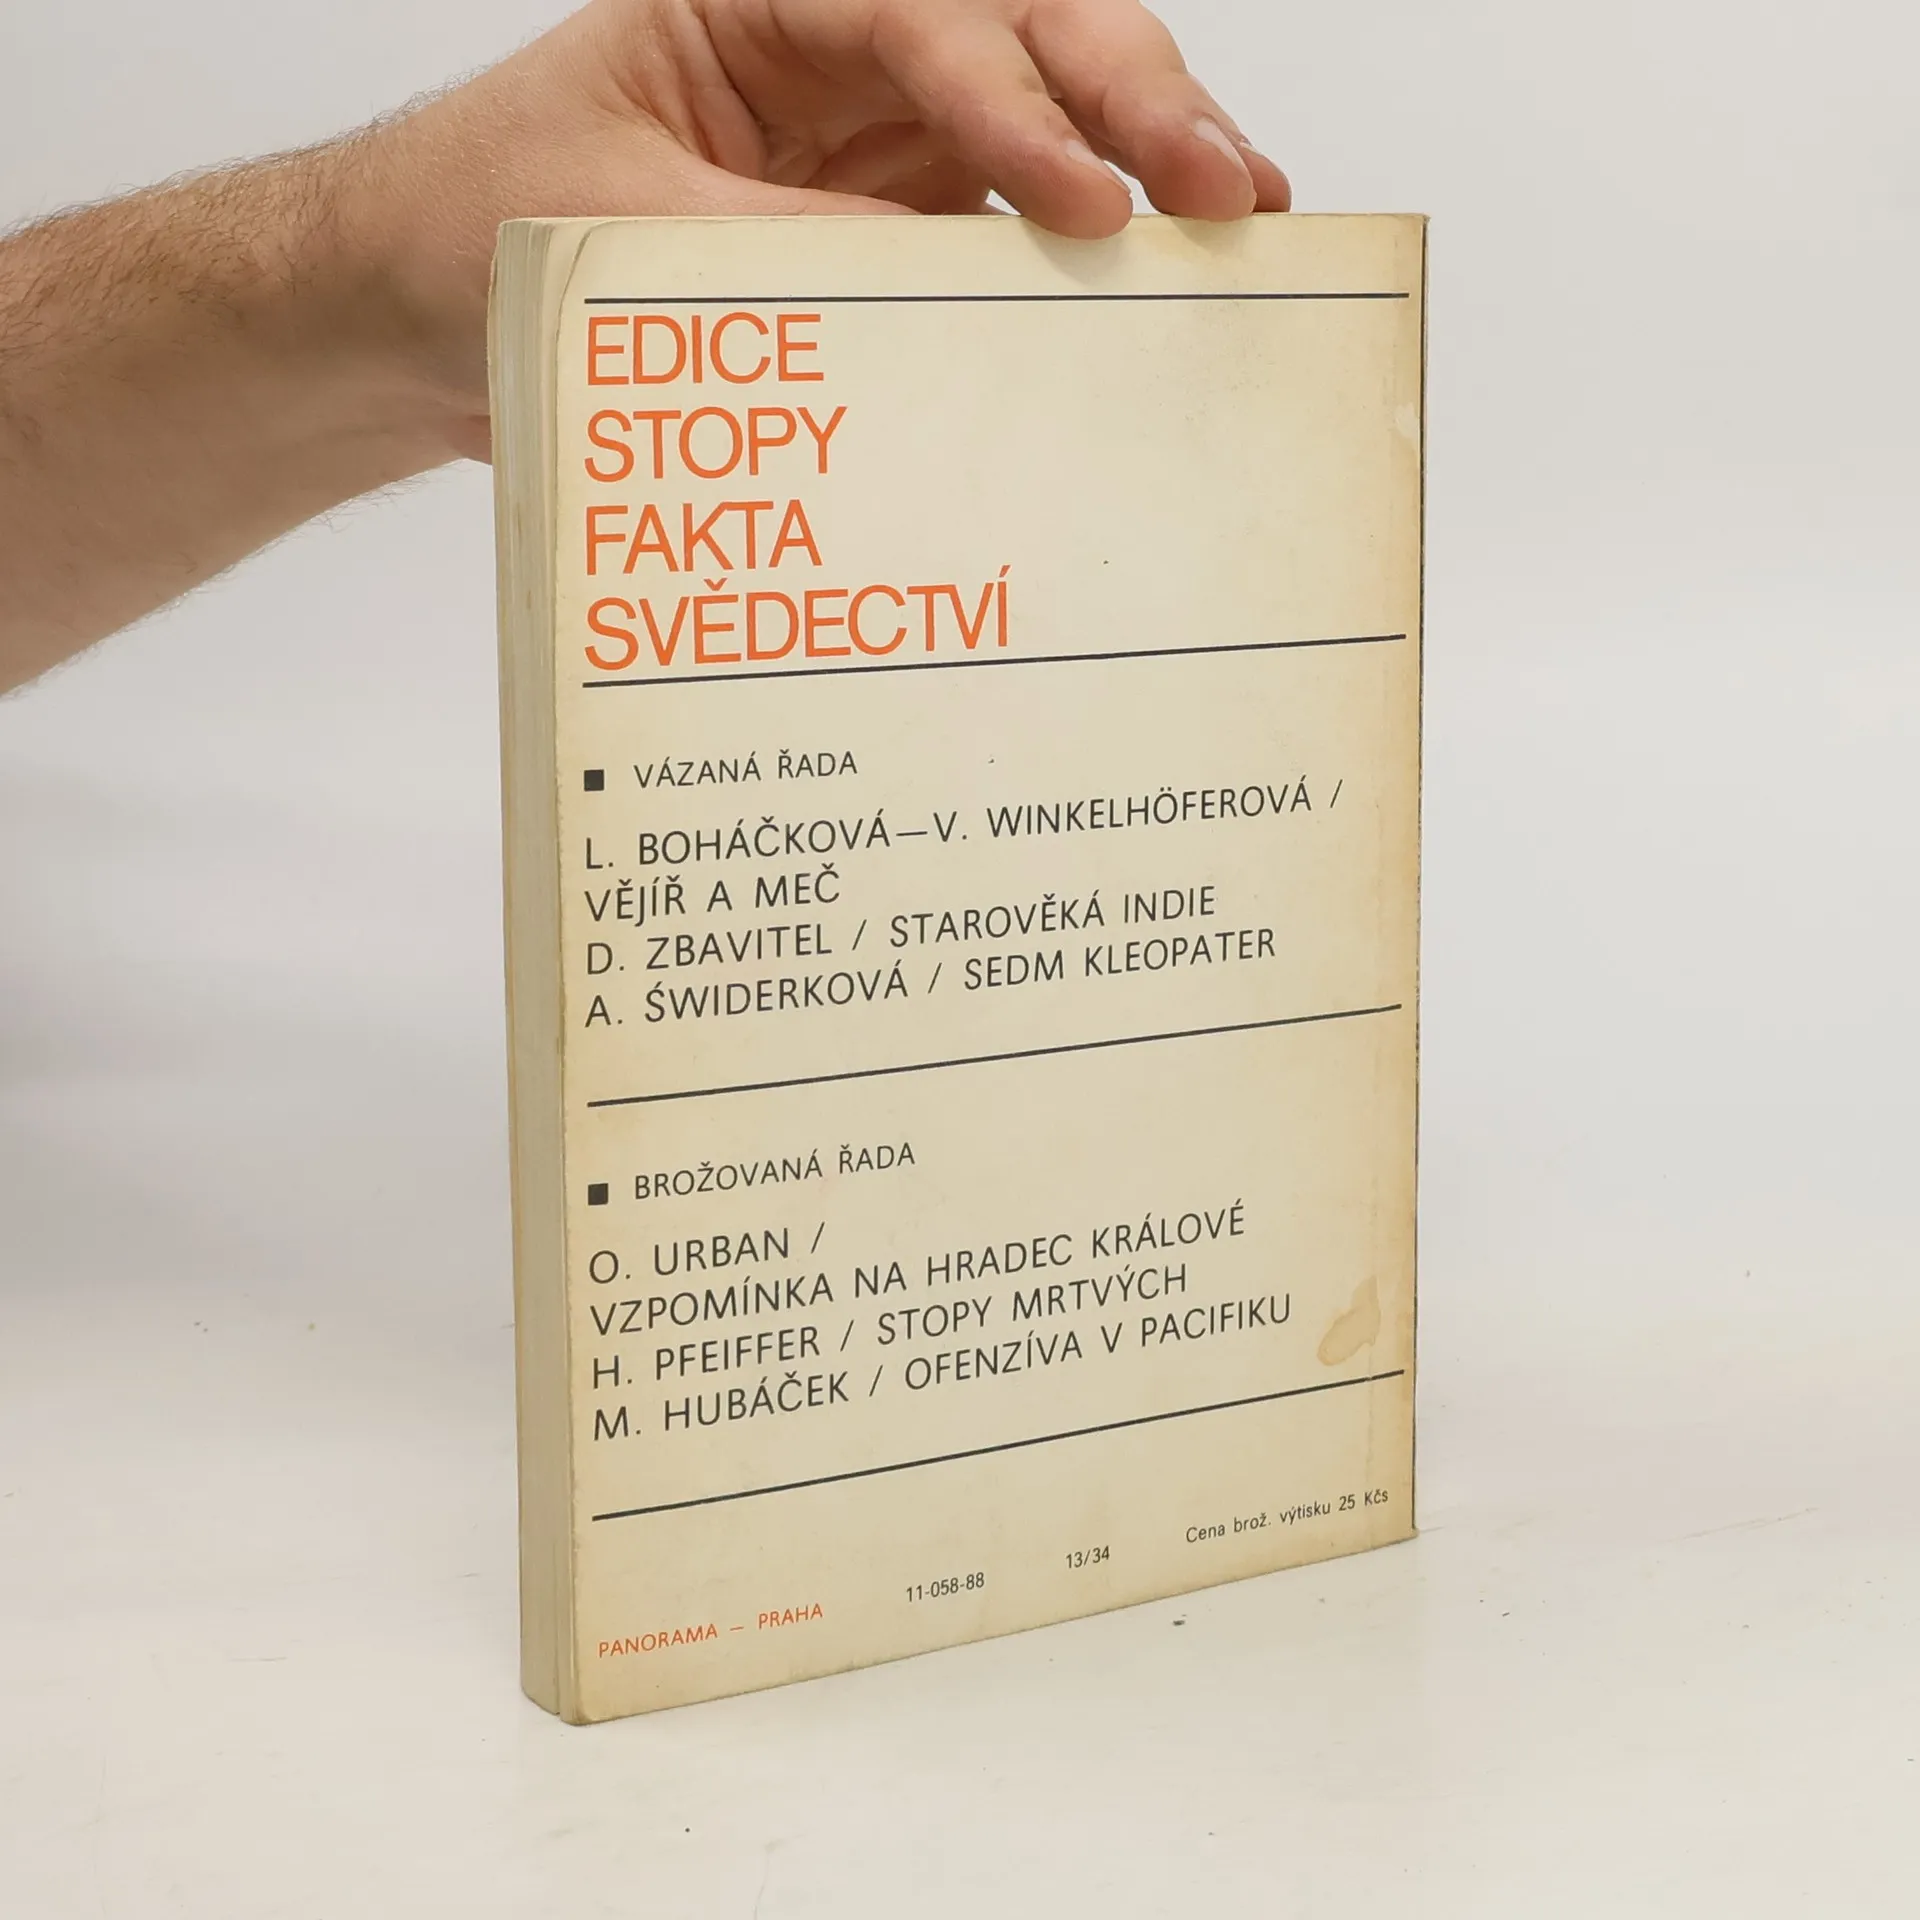 EDICE
STOPY
FAKTA
SVĚDECTVÍ
VÁZANÁ ŘADA
L. BOHÁČKOVÁ—V. WINKELHÖFEROVÁ /
VĚJÍŘ A MEČ
D. ZBAVITEL / STAROVĚKÁ INDIE
A. ŚWIDERKOVÁ / SEDM KLEOPATER
BROŽOVANÁ ŘADA
O. URBAN /
VZPOMÍNKA NA HRADEC KRÁLOVÉ
H. PFEIFFER / STOPY MRTVÝCH
M. HUBÁČEK / OFENZÍVA V PACIFIKU
PANORAMA – PRAHA 11-058-88 13/34 Cena brož. výtisku 25 Kčs